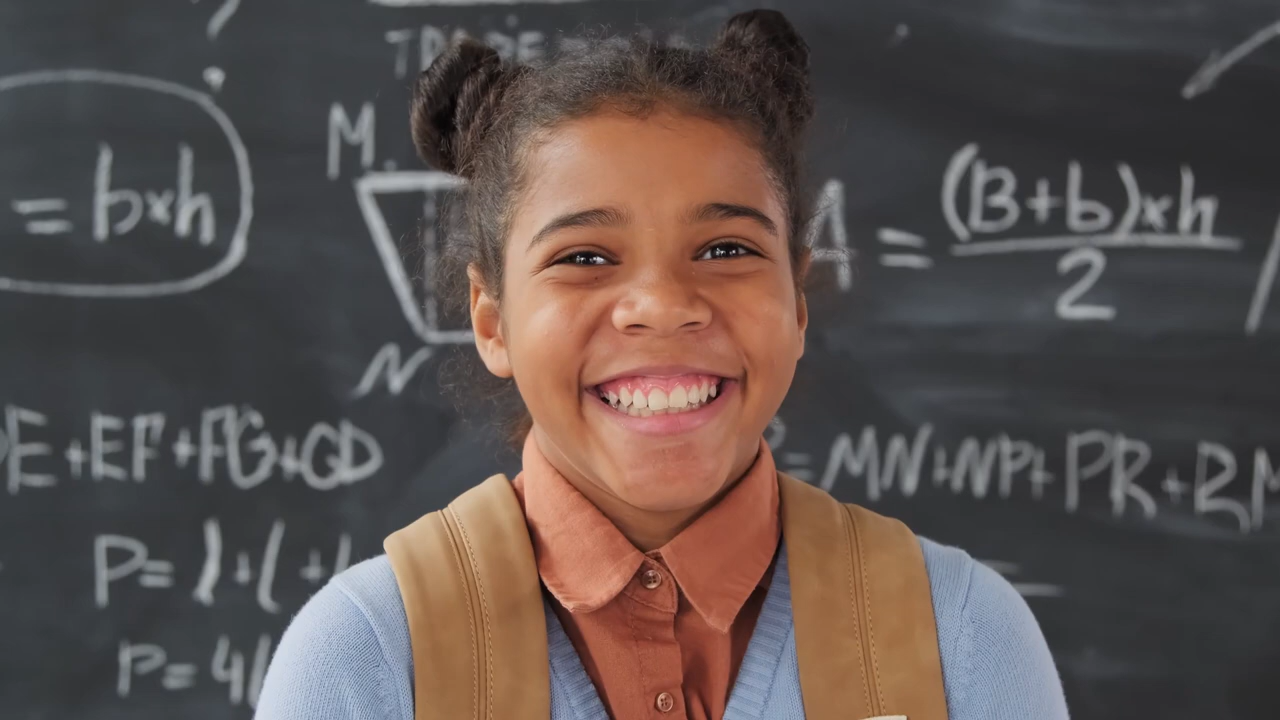 M
= b×h
A = (B+b)×h
2
N
E+EF+FG+GD
= MN+NP+PR+RM
P= l+l+l
P= 4l